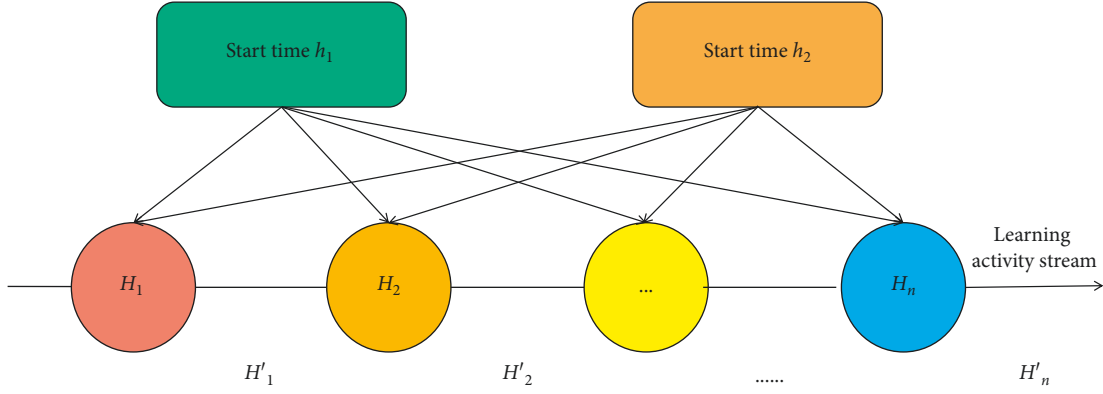 Start time h₁
Start time h₂
Learning
activity stream
H₁
H₂
...
Hₙ
H′₁
H′₂
......
H′ₙ